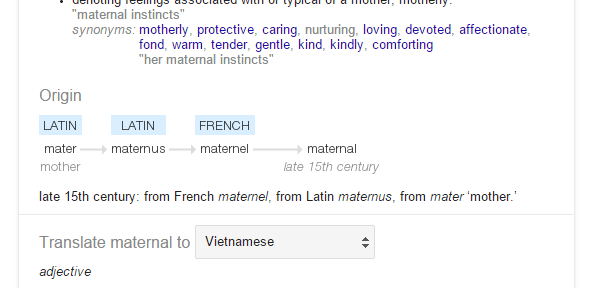 denoting feelings associated with or typical of a mother; motherly.
"maternal instincts"
synonyms: motherly, protective, caring, nurturing, loving, devoted, affectionate,
fond, warm, tender, gentle, kind, kindly, comforting
"her maternal instincts"
Origin
LATIN LATIN FRENCH
mater maternus maternel maternal
mother late 15th century
late 15th century: from French maternel, from Latin maternus, from mater ‘mother.’
Translate maternal to Vietnamese
adjective